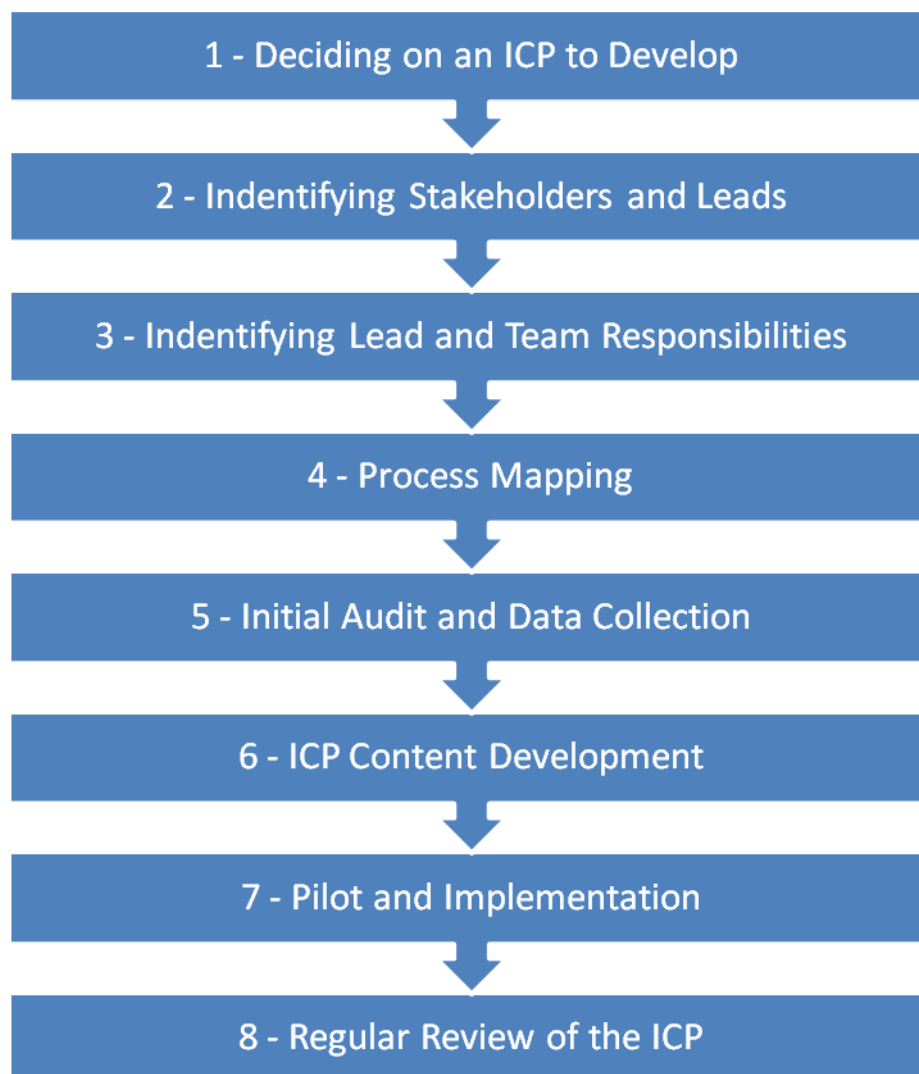 1 - Deciding on an ICP to Develop
2 - Indentifying Stakeholders and Leads
3 - Indentifying Lead and Team Responsibilities
4 - Process Mapping
5 - Initial Audit and Data Collection
6 - ICP Content Development
7 - Pilot and Implementation
8 - Regular Review of the ICP